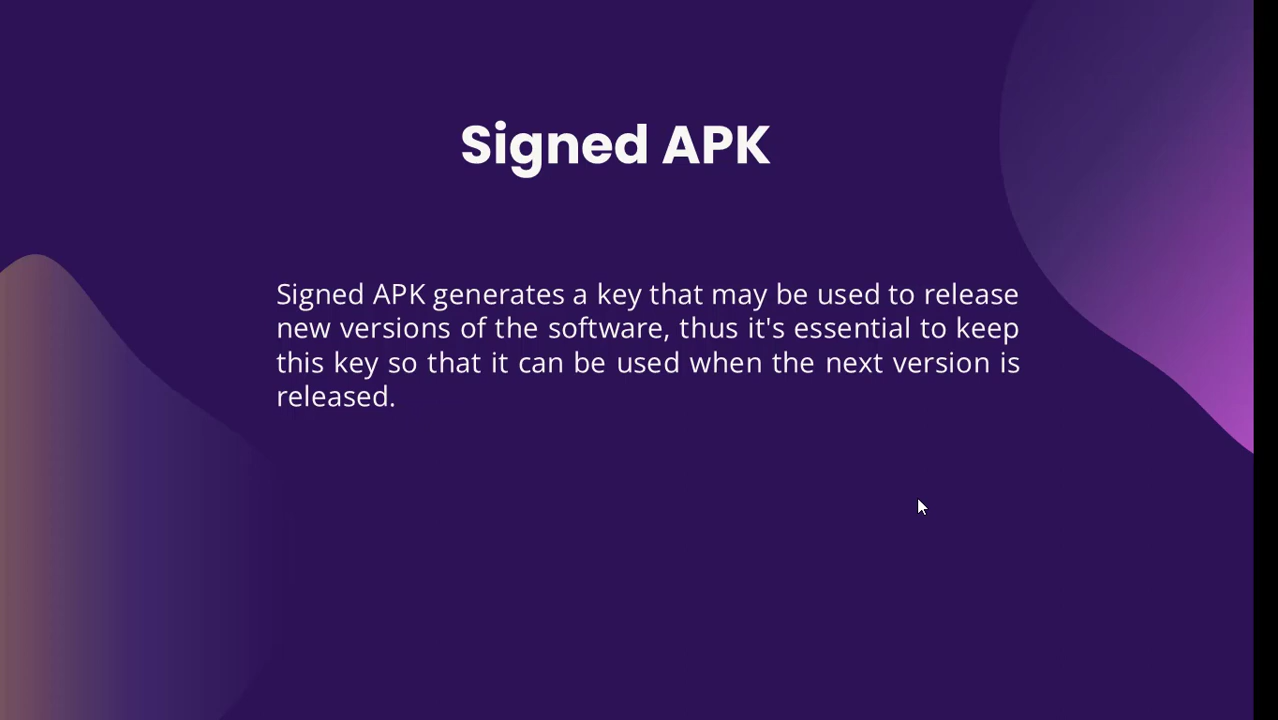 Signed APK
Signed APK generates a key that may be used to release
new versions of the software, thus it's essential to keep
this key so that it can be used when the next version is
released.